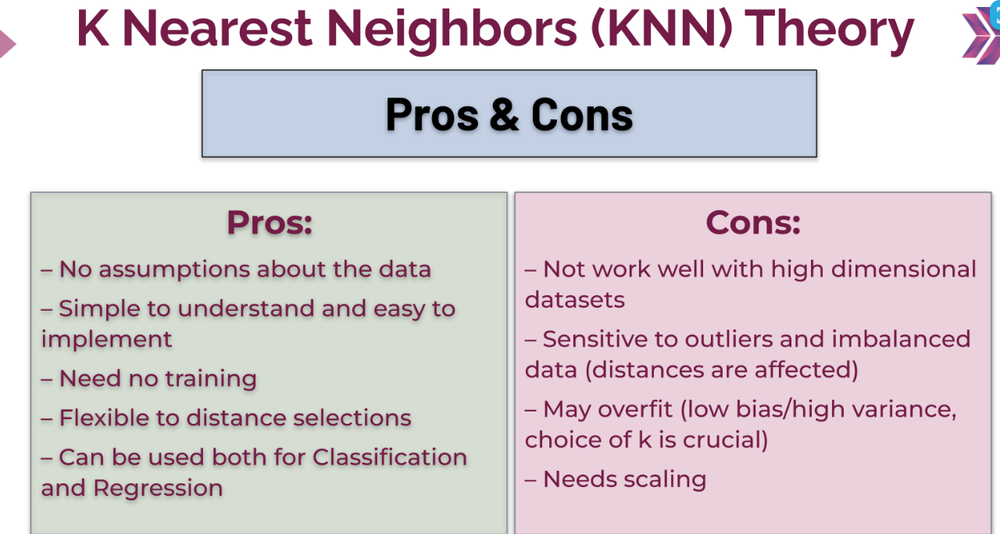 K Nearest Neighbors (KNN) Theory
Pros & Cons
Pros:
– No assumptions about the data
– Simple to understand and easy to
implement
– Need no training
– Flexible to distance selections
– Can be used both for Classification
and Regression
Cons:
– Not work well with high dimensional
datasets
– Sensitive to outliers and imbalanced
data (distances are affected)
– May overfit (low bias/high variance,
choice of k is crucial)
– Needs scaling